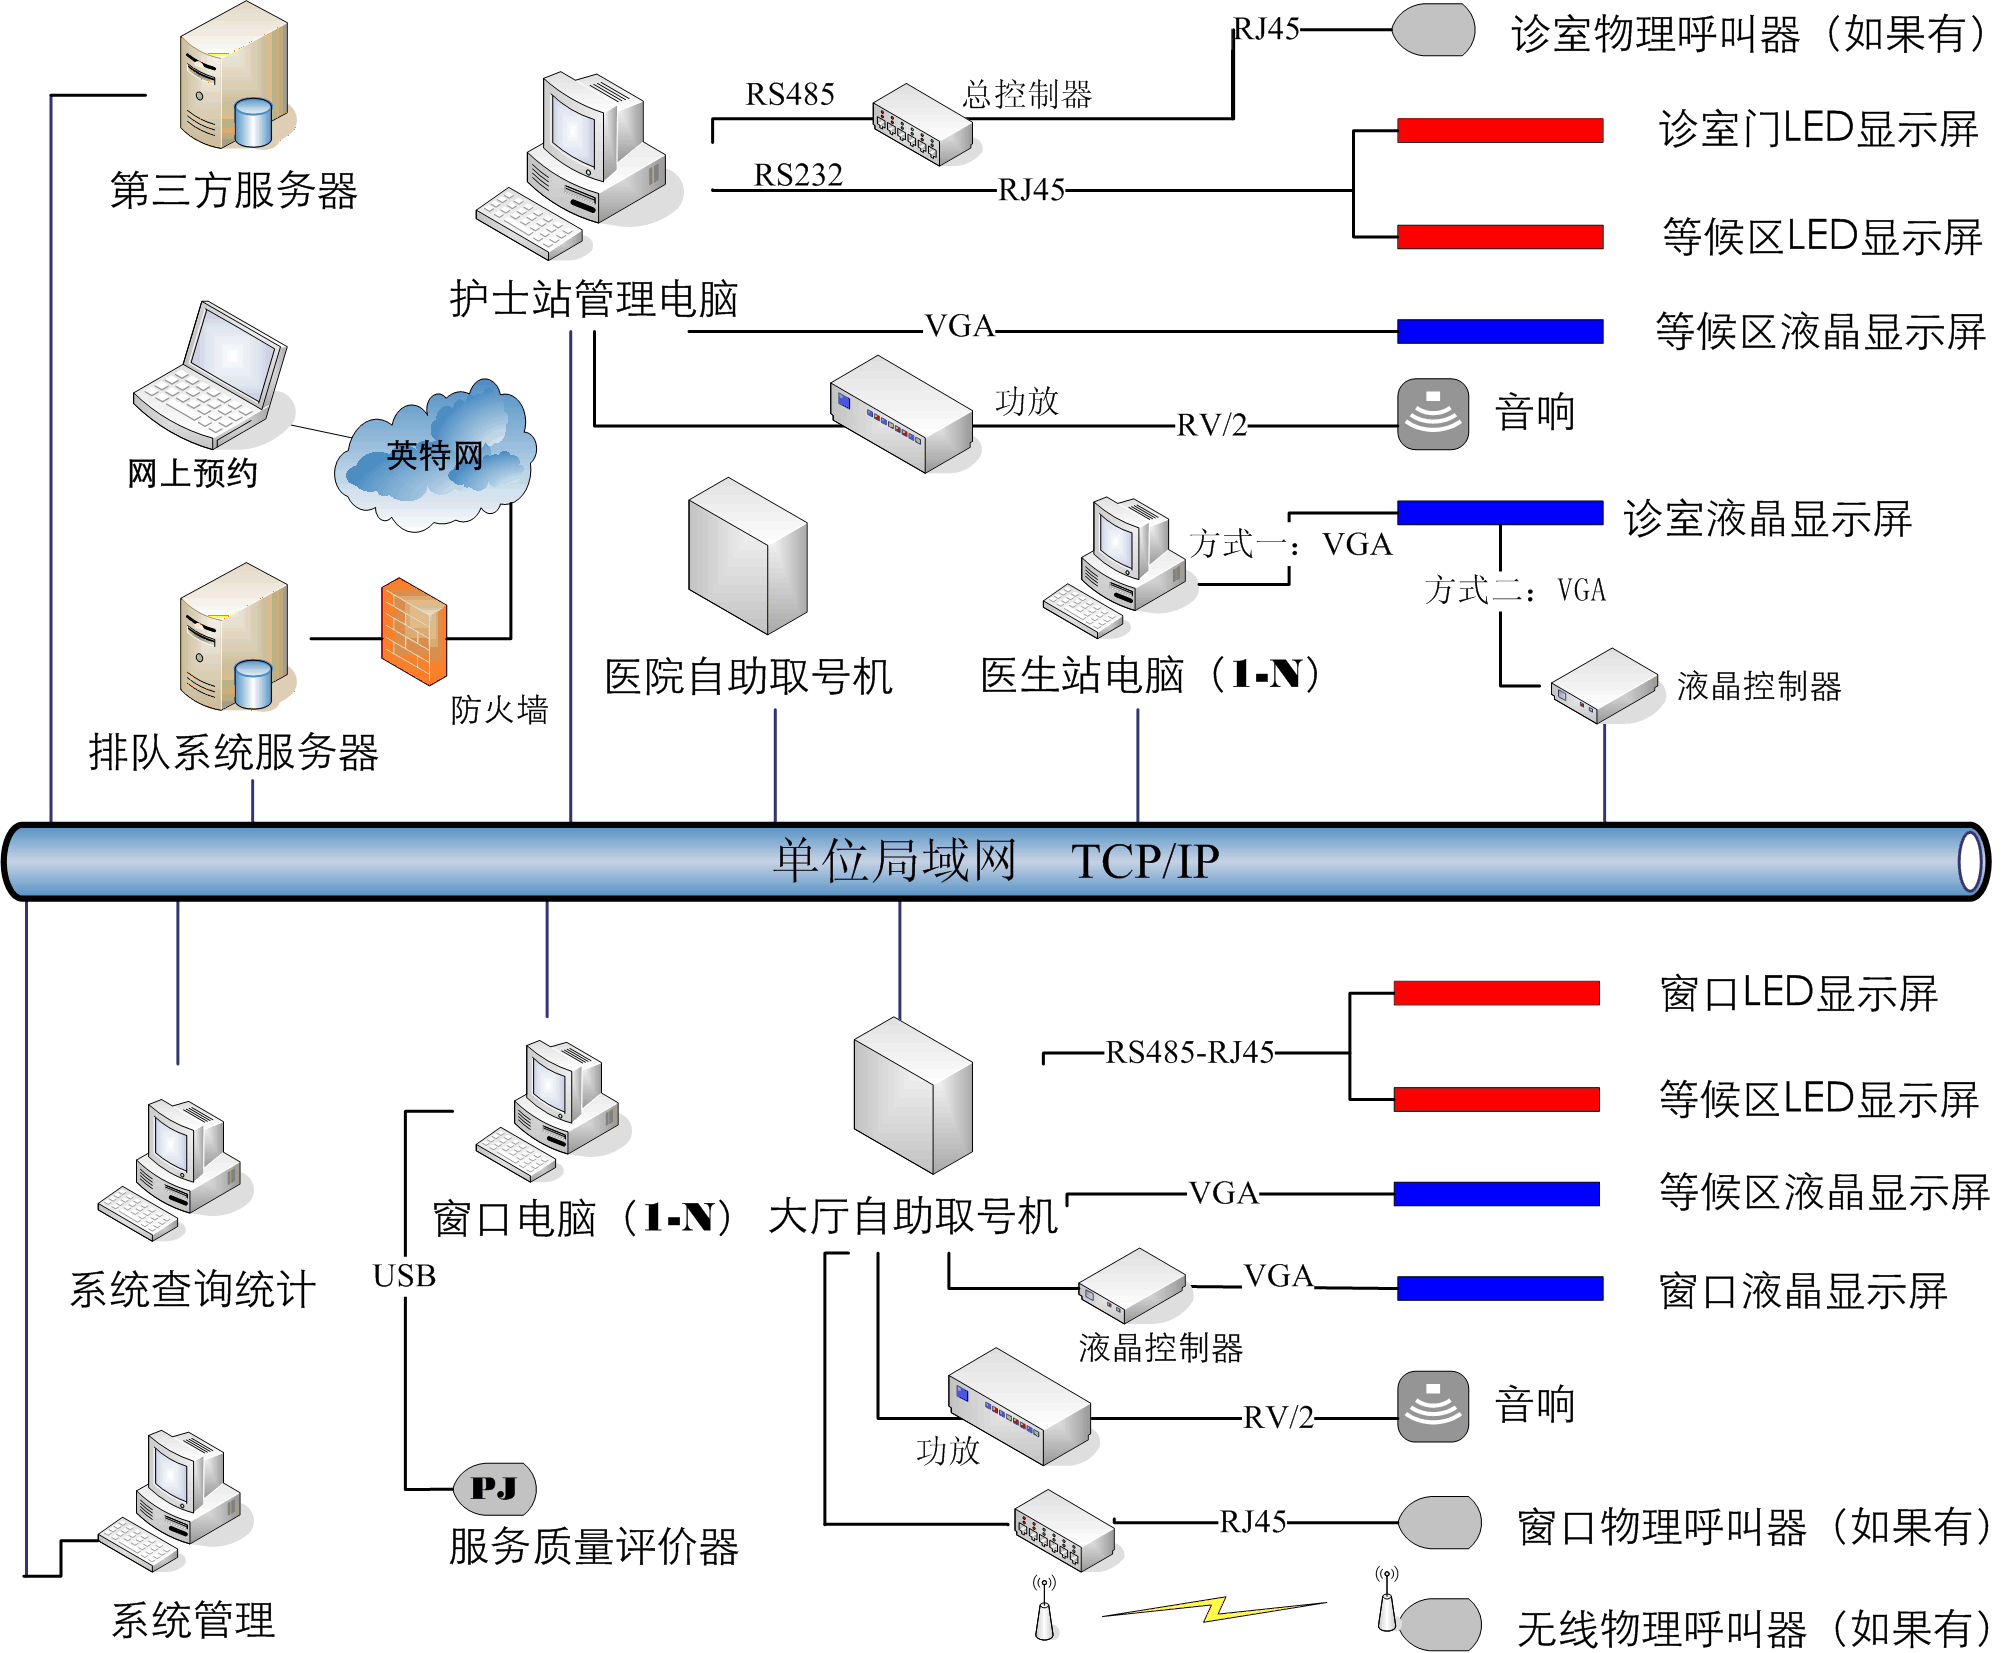 RJ45
诊室物理呼叫器（如果有）
RS485
总控制器
诊室门LED显示屏
第三方服务器
RS232
RJ45
等候区LED显示屏
护士站管理电脑
VGA
等候区液晶显示屏
功放
RV/2
音响
英特网
网上预约
诊室液晶显示屏
方式一：VGA
方式二：VGA
医院自助取号机
医生站电脑（1-N）
液晶控制器
防火墙
排队系统服务器
单位局域网 TCP/IP
窗口LED显示屏
RS485-RJ45
等候区LED显示屏
VGA
等候区液晶显示屏
窗口电脑（1-N）
大厅自助取号机
USB
系统查询统计
VGA
窗口液晶显示屏
液晶控制器
RV/2
音响
功放
PJ
服务质量评价器
RJ45
窗口物理呼叫器（如果有）
系统管理
无线物理呼叫器（如果有）